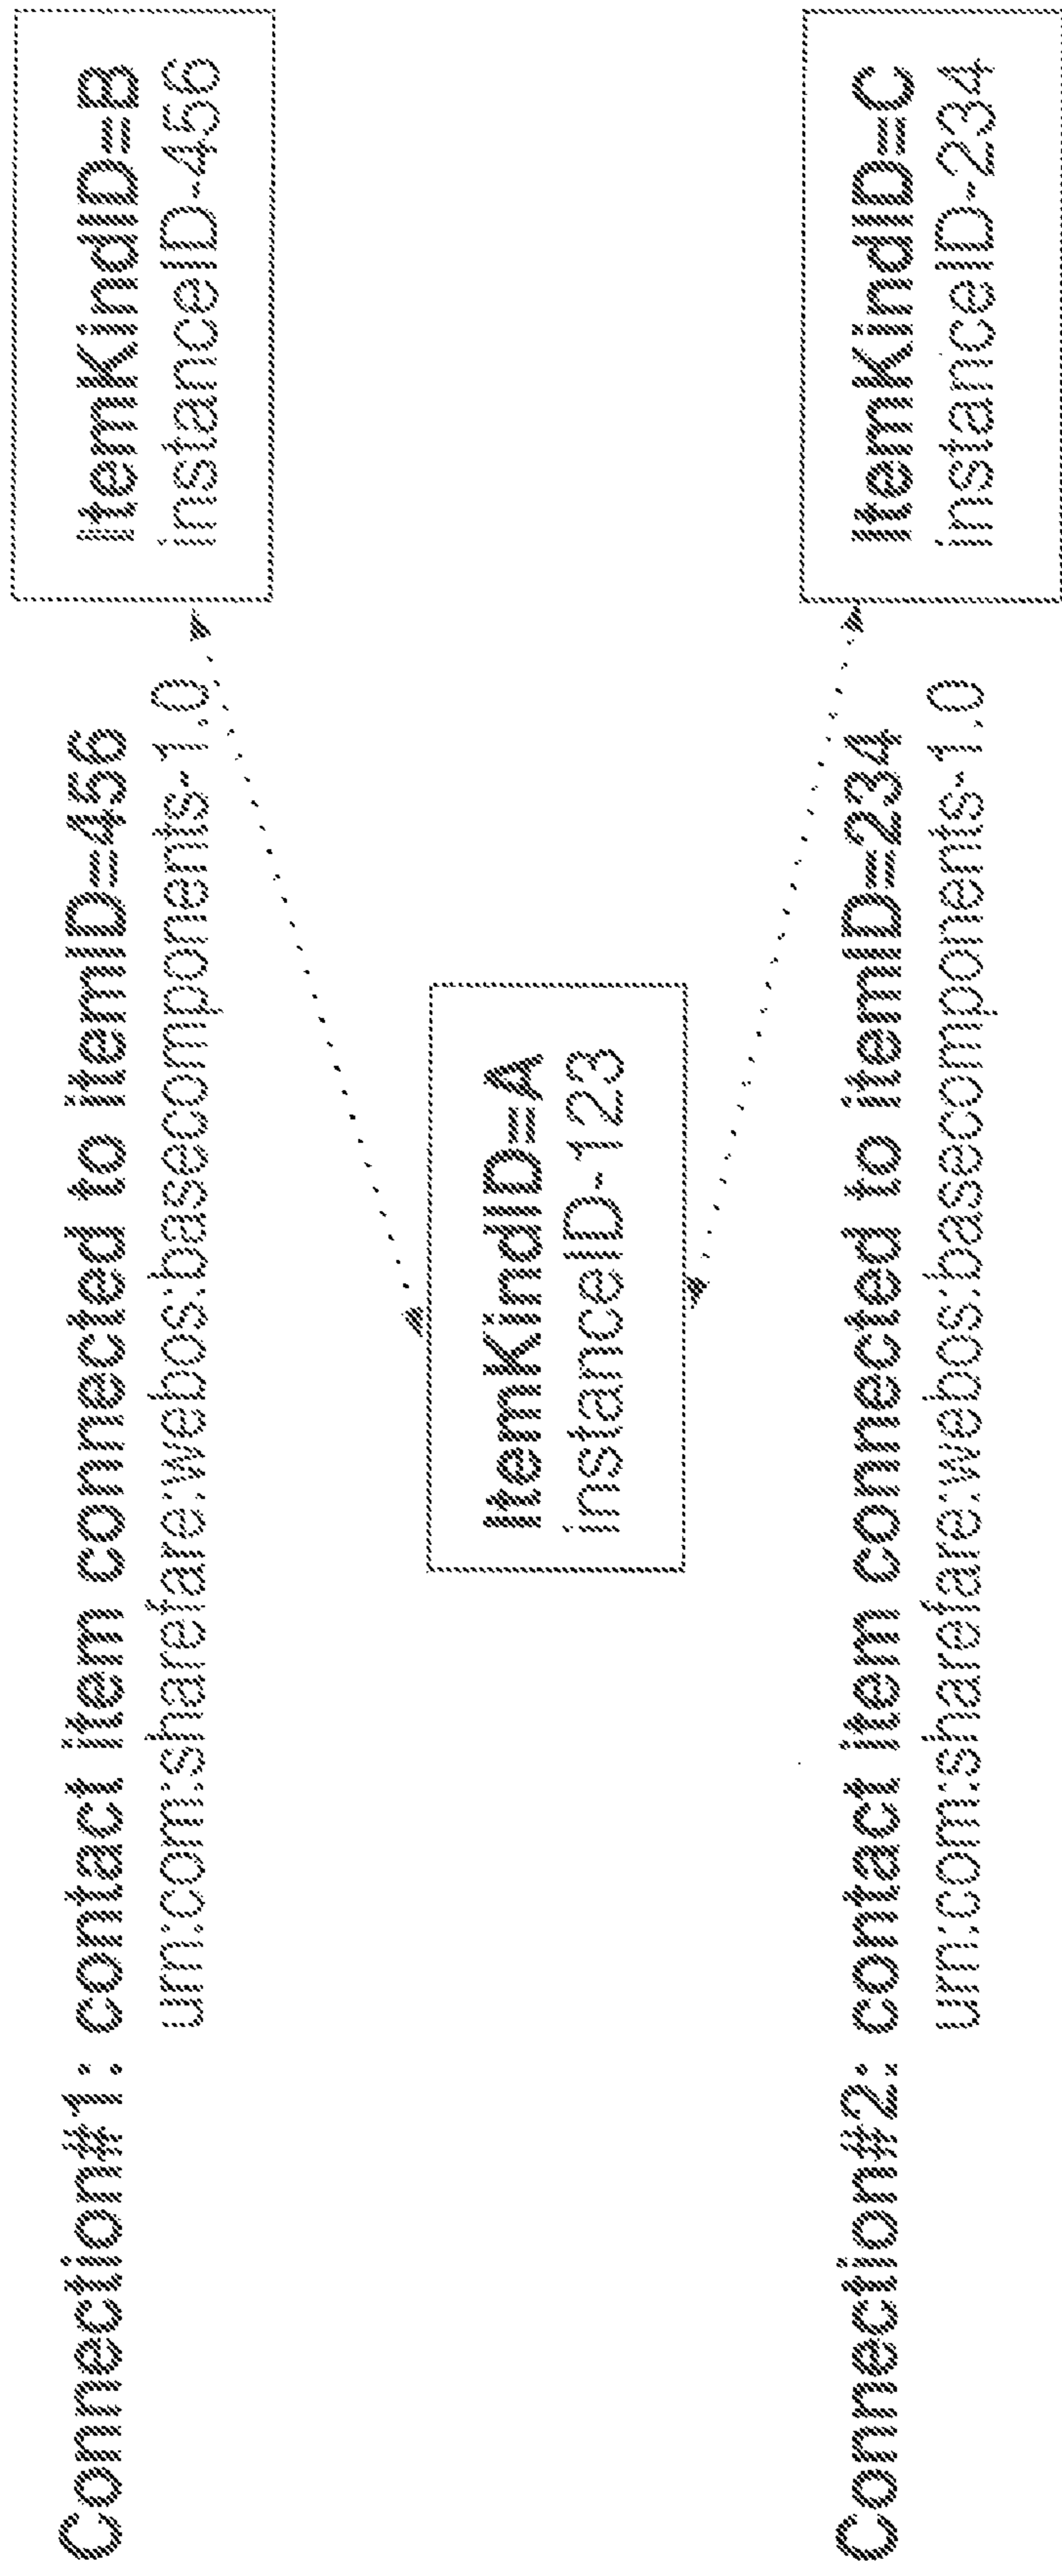 Connection#1: contact item connected to itemID=456
urn:com:sharefare:webos:basecomponents-1.0
ItemKindID=B
instanceID-456
ItemKindID=A
instanceID-123
Connection#2: contact item connected to itemID=234
urn:com:sharefare:webos:basecomponents-1.0
ItemKindID=C
instanceID-234